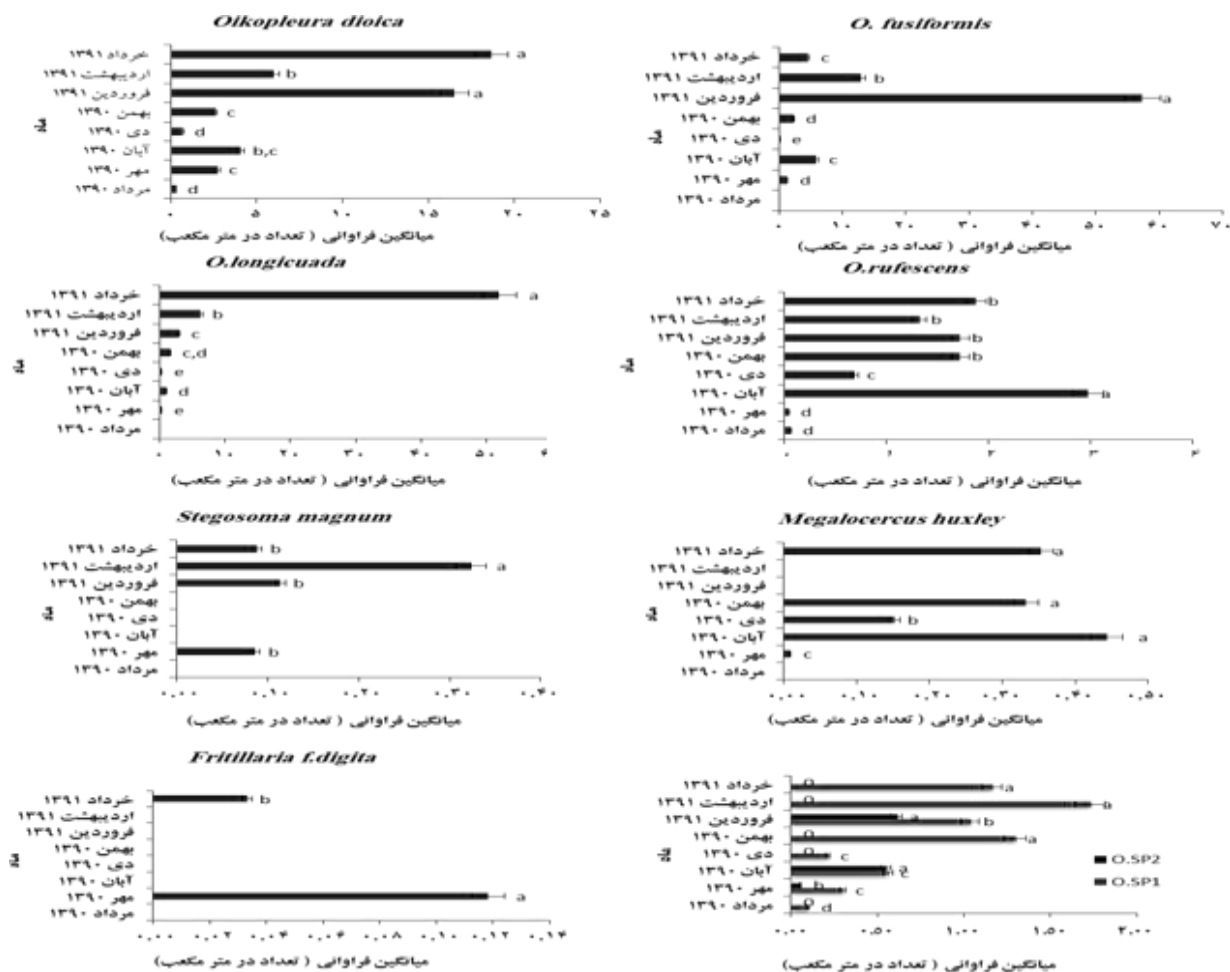 Oikopleura dioica
خرداد ۱۳۹۱ a
اردیبهشت ۱۳۹۱ b
فروردین ۱۳۹۱ a
بهمن ۱۳۹۰ c
دی ۱۳۹۰ d
آبان ۱۳۹۰ b,c
مهر ۱۳۹۰ c
مرداد ۱۳۹۰ d
ماه
۰ ۵ ۱۰ ۱۵ ۲۰ ۲۵
میانگین فراوانی ( تعداد در متر مکعب)
O. fusiformis
خرداد ۱۳۹۱ c
اردیبهشت ۱۳۹۱ b
فروردین ۱۳۹۱ a
بهمن ۱۳۹۰ d
دی ۱۳۹۰ e
آبان ۱۳۹۰ c
مهر ۱۳۹۰ d
مرداد ۱۳۹۰
ماه
۰ ۱۰ ۲۰ ۳۰ ۴۰ ۵۰ ۶۰ ۷۰
میانگین فراوانی ( تعداد در متر مکعب)
O.longicuada
خرداد ۱۳۹۱ a
اردیبهشت ۱۳۹۱ b
فروردین ۱۳۹۱ c
بهمن ۱۳۹۰ c,d
دی ۱۳۹۰ e
آبان ۱۳۹۰ d
مهر ۱۳۹۰ e
مرداد ۱۳۹۰
ماه
۰ ۱۰ ۲۰ ۳۰ ۴۰ ۵۰ ۶
میانگین فراوانی ( تعداد در متر مکعب)
O.rufescens
خرداد ۱۳۹۱ b
اردیبهشت ۱۳۹۱ b
فروردین ۱۳۹۱ b
بهمن ۱۳۹۰ b
دی ۱۳۹۰ c
آبان ۱۳۹۰ a
مهر ۱۳۹۰ d
مرداد ۱۳۹۰ d
ماه
۰ ۱ ۲ ۳ ۴
میانگین فراوانی ( تعداد در متر مکعب)
Stegosoma magnum
خرداد ۱۳۹۱ b
اردیبهشت ۱۳۹۱ a
فروردین ۱۳۹۱ b
بهمن ۱۳۹۰
دی ۱۳۹۰
آبان ۱۳۹۰
مهر ۱۳۹۰ b
مرداد ۱۳۹۰
ماه
۰.۰۰ ۰.۱۰ ۰.۲۰ ۰.۳۰ ۰.۴۰
میانگین فراوانی ( تعداد در متر مکعب)
Megalocercus huxley
خرداد ۱۳۹۱ a
اردیبهشت ۱۳۹۱
فروردین ۱۳۹۱
بهمن ۱۳۹۰ a
دی ۱۳۹۰ b
آبان ۱۳۹۰ a
مهر ۱۳۹۰ c
مرداد ۱۳۹۰
ماه
۰.۰۰ ۰.۱۰ ۰.۲۰ ۰.۳۰ ۰.۴۰ ۰.۵۰
میانگین فراوانی ( تعداد در متر مکعب)
Fritillaria f.digita
خرداد ۱۳۹۱ b
اردیبهشت ۱۳۹۱
فروردین ۱۳۹۱
بهمن ۱۳۹۰
دی ۱۳۹۰
آبان ۱۳۹۰
مهر ۱۳۹۰ a
مرداد ۱۳۹۰
ماه
۰.۰۰ ۰.۰۲ ۰.۰۴ ۰.۰۶ ۰.۰۸ ۰.۱۰ ۰.۱۲ ۰.۱۴
میانگین فراوانی ( تعداد در متر مکعب)
خرداد ۱۳۹۱ a
اردیبهشت ۱۳۹۱ a
فروردین ۱۳۹۱ a b
بهمن ۱۳۹۰ a
دی ۱۳۹۰ c
آبان ۱۳۹۰ a c
مهر ۱۳۹۰ b c
مرداد ۱۳۹۰ d
ماه
O.SP2
O.SP1
۰.۰۰ ۰.۵۰ ۱.۰۰ ۱.۵۰ ۲.۰۰
میانگین فراوانی ( تعداد در متر مکعب)